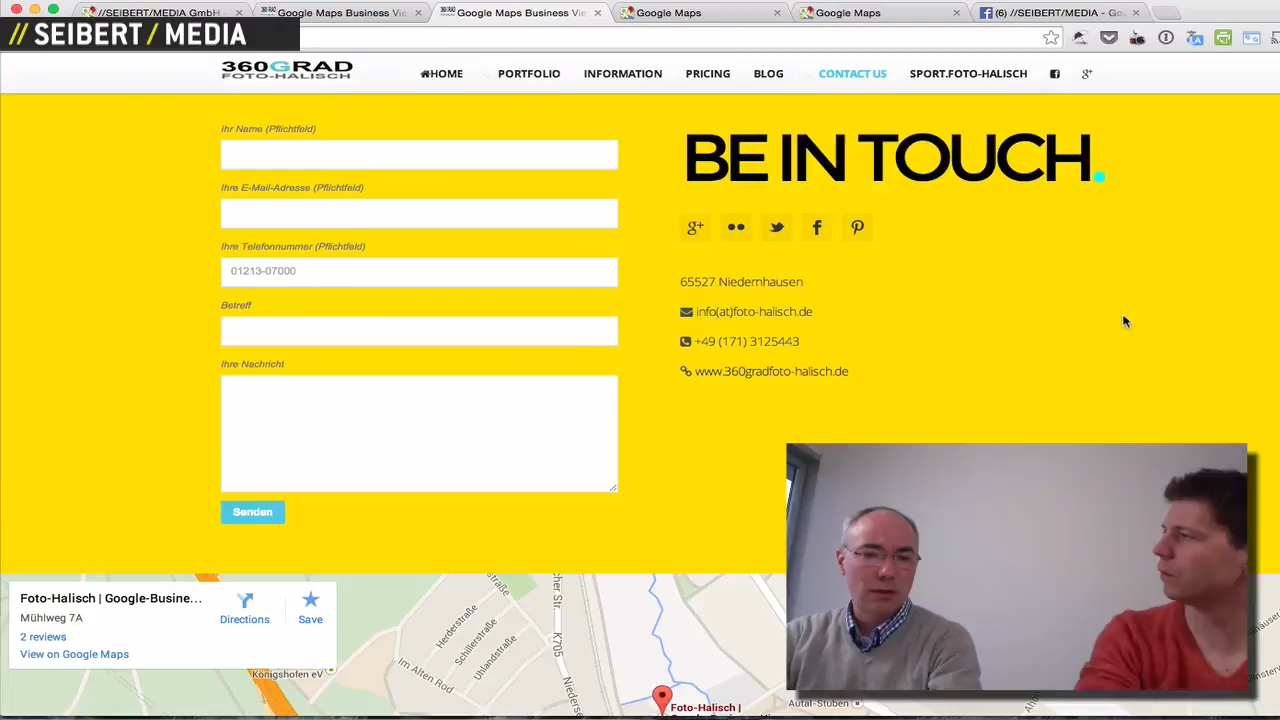 //SEIBERT/MEDIA GmbH
Google Maps Business Vie
Google Maps Business Vie
Google Maps
Google Maps
(6) //SEIBERT/MEDIA - Go
// SEIBERT / MEDIA
360GRAD
FOTO-HALISCH
HOME
PORTFOLIO
INFORMATION
PRICING
BLOG
CONTACT US
SPORT.FOTO-HALISCH
g+
Ihr Name (Pflichtfeld)
Ihre E-Mail-Adresse (Pflichtfeld)
Ihre Telefonnummer (Pflichtfeld)
01213-07000
Betreff
Ihre Nachricht
Senden
BE IN TOUCH.
g+
65527 Niedernhausen
info(at)foto-halisch.de
+49 (171) 3125443
www.360gradfoto-halisch.de
Foto-Halisch | Google-Busine...
Mühlweg 7A
2 reviews
View on Google Maps
Directions
Save
Königshofen eV
Im Alten Rod
Herderstraße
Schillerstraße
Uhlandstraße
K705
Foto-Halisch |
Autal-Stuben